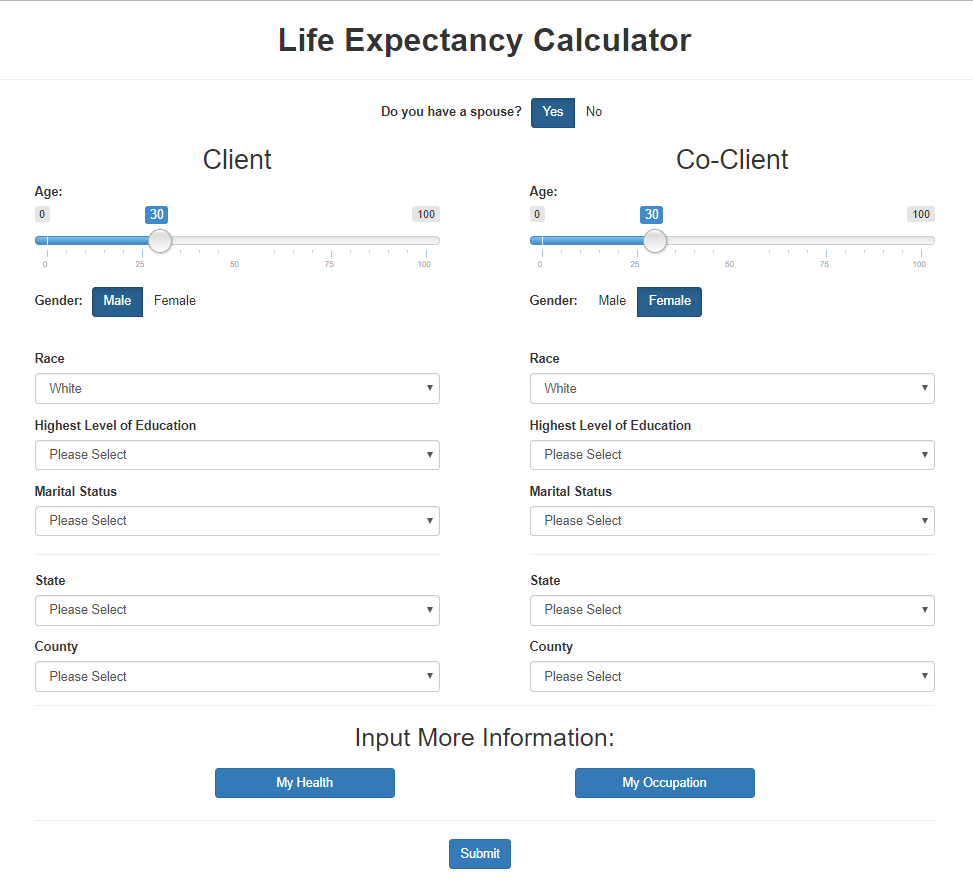 Life Expectancy Calculator
Do you have a spouse? Yes No
Client
Age:
0 30 100
0 25 50 75 100
Gender: Male Female
Race
White
Highest Level of Education
Please Select
Marital Status
Please Select
State
Please Select
County
Please Select
Co-Client
Age:
0 30 100
0 25 50 75 100
Gender: Male Female
Race
White
Highest Level of Education
Please Select
Marital Status
Please Select
State
Please Select
County
Please Select
Input More Information:
My Health My Occupation
Submit